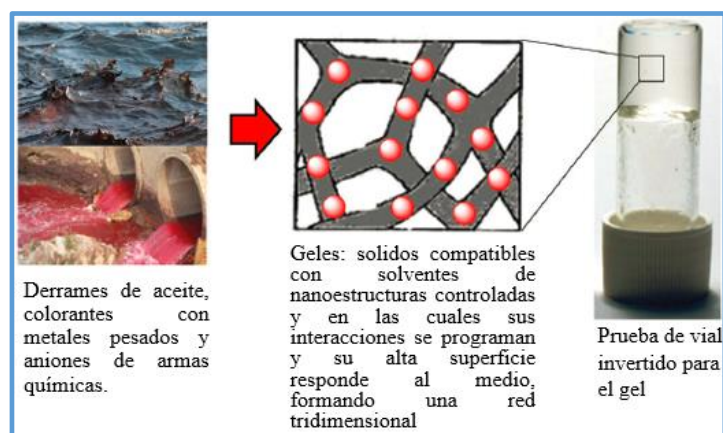 Derrames de aceite,
colorantes con
metales pesados y
aniones de armas
químicas.
Geles: solidos compatibles
con solventes de
nanoestructuras controladas
y en las cuales sus
interacciones se programan
y su alta superficie
responde al medio,
formando una red
tridimensional
Prueba de vial
invertido para
el gel